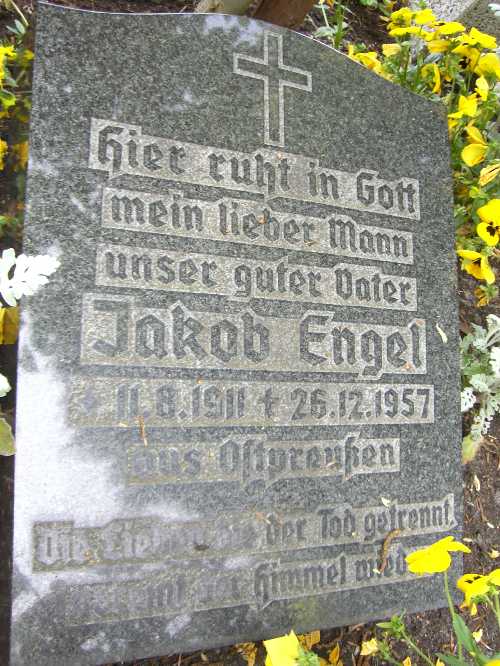 Hier ruht in Gott
mein lieber Mann
unser guter Vater
Jakob Engel
* 11.8.1911 † 26.12.1957
aus Ostpreußen
die der Tod getrennt
Himmel